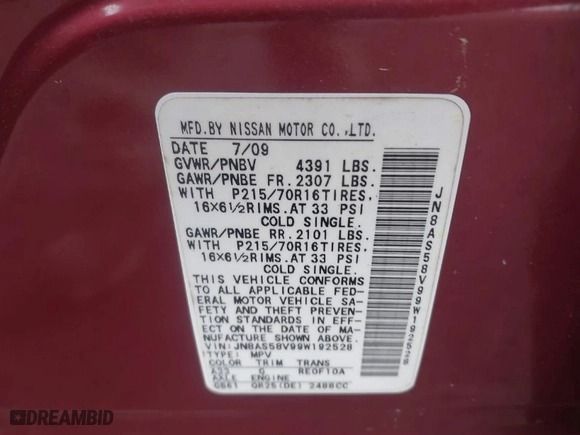 MFD.BY NISSAN MOTOR CO.,LTD.
DATE 7/09
GVWR/PNBV 4391 LBS.
GAWR/PNBE FR.2307 LBS.
WITH P215/70R16TIRES.
16X6½RIMS.AT 33 PSI
COLD SINGLE.
GAWR/PNBE RR.2101 LBS.
WITH P215/70R16TIRES.
16X6½RIMS.AT 33 PSI
COLD SINGLE.
THIS VEHICLE CONFORMS
TO ALL APPLICABLE FED-
ERAL MOTOR VEHICLE SA-
FETY AND THEFT PREVENTI-
ON STANDARDS IN EFF-
ECT ON THE DATE OF MA-
NUFACTURE SHOWN ABOVE.
VIN:JN8AS58V99W192528
TYPE: MPV
COLOR TRIM TRANS
A32 G RE0F10A
AXLE ENGINE
GB61 QR25(DE) 2488CC
JN8AS58V99W192528
DREAMBID